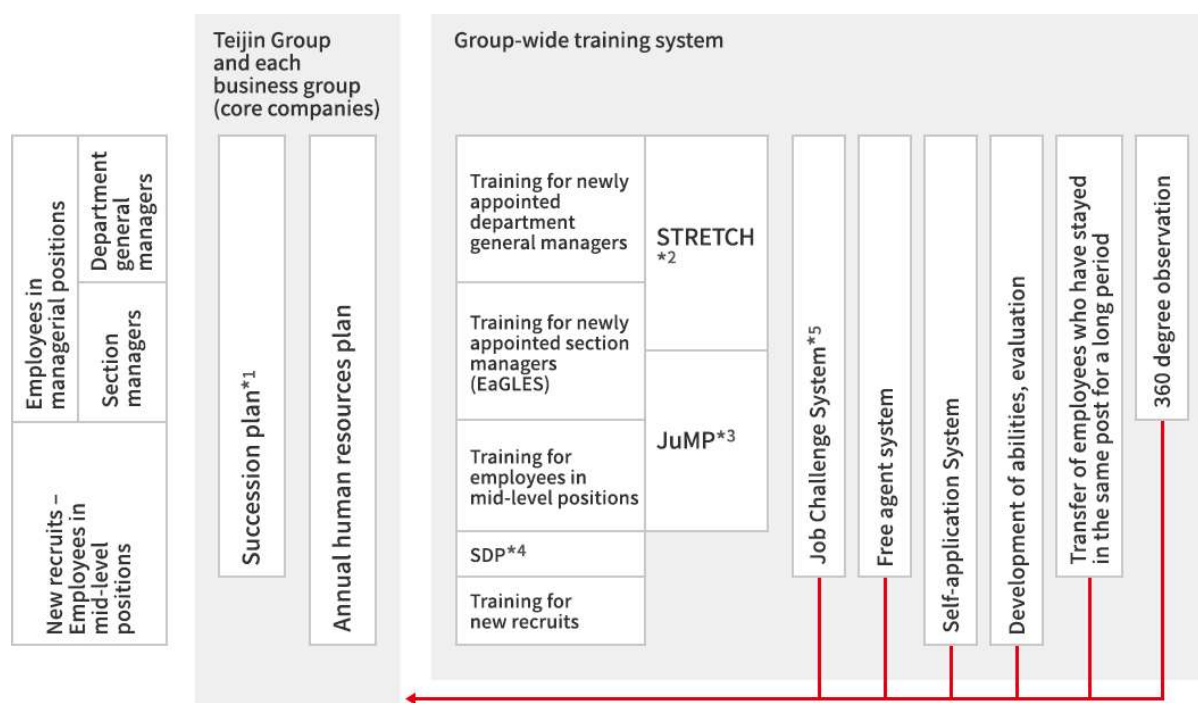 Teijin Group
and each
business group
(core companies)
Group-wide training system
Employees in
managerial positions
Department
general
managers
Section
managers
New recruits –
Employees in
mid-level
positions
Succession plan*1
Annual human resources plan
Training for newly
appointed
department
general managers
Training for newly
appointed section
managers
(EaGLES)
Training for
employees in
mid-level positions
SDP*4
Training for
new recruits
STRETCH
*2
JuMP*3
Job Challenge System*5
Free agent system
Self-application System
Development of abilities, evaluation
Transfer of employees who have stayed
in the same post for a long period
360 degree observation